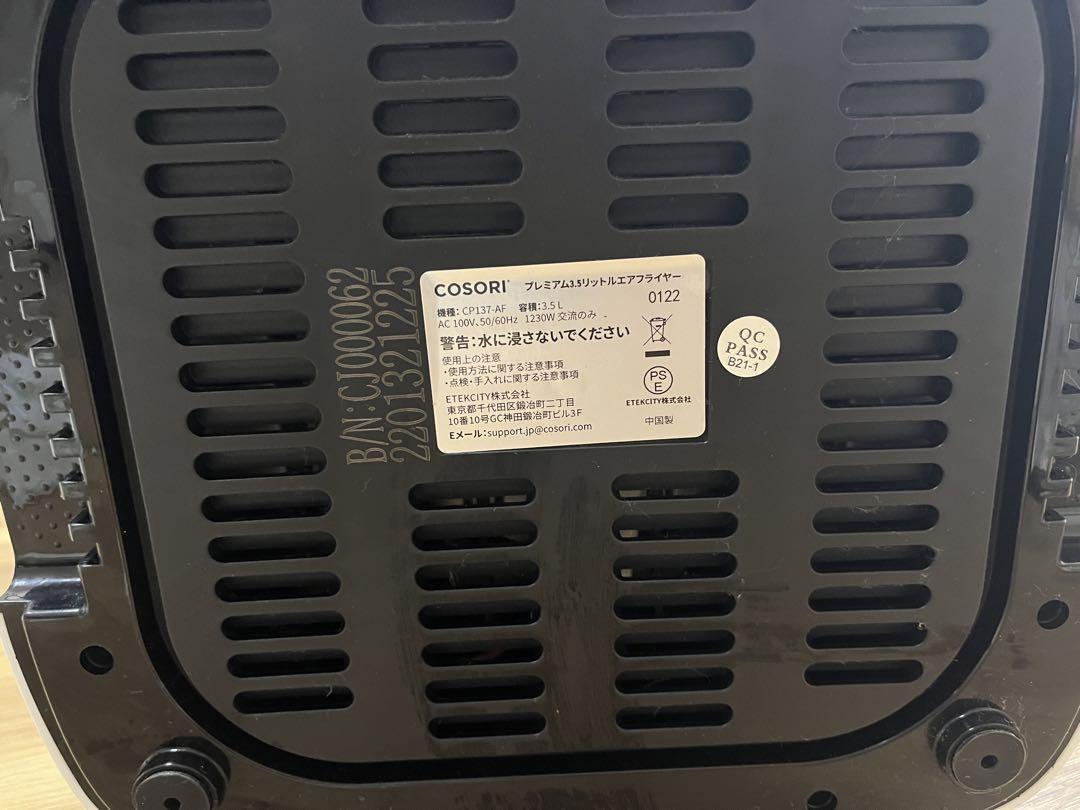 B/N:CJ000062
2201321225
COSORI プレミアム3.5リットルエアフライヤー
機種: CP137-AF 容積:3.5 L 0122
AC 100V、50/60Hz 1230W 交流のみ
警告:水に浸さないでください
使用上の注意
・使用方法に関する注意事項
・点検・手入れに関する注意事項
ETEKCITY株式会社
東京都千代田区鍛冶町二丁目
10番10号GC神田鍛冶町ビル3F
Eメール:support.jp@cosori.com
PS
E
ETEKCITY株式会社
中国製
QC
PASS
B21-1